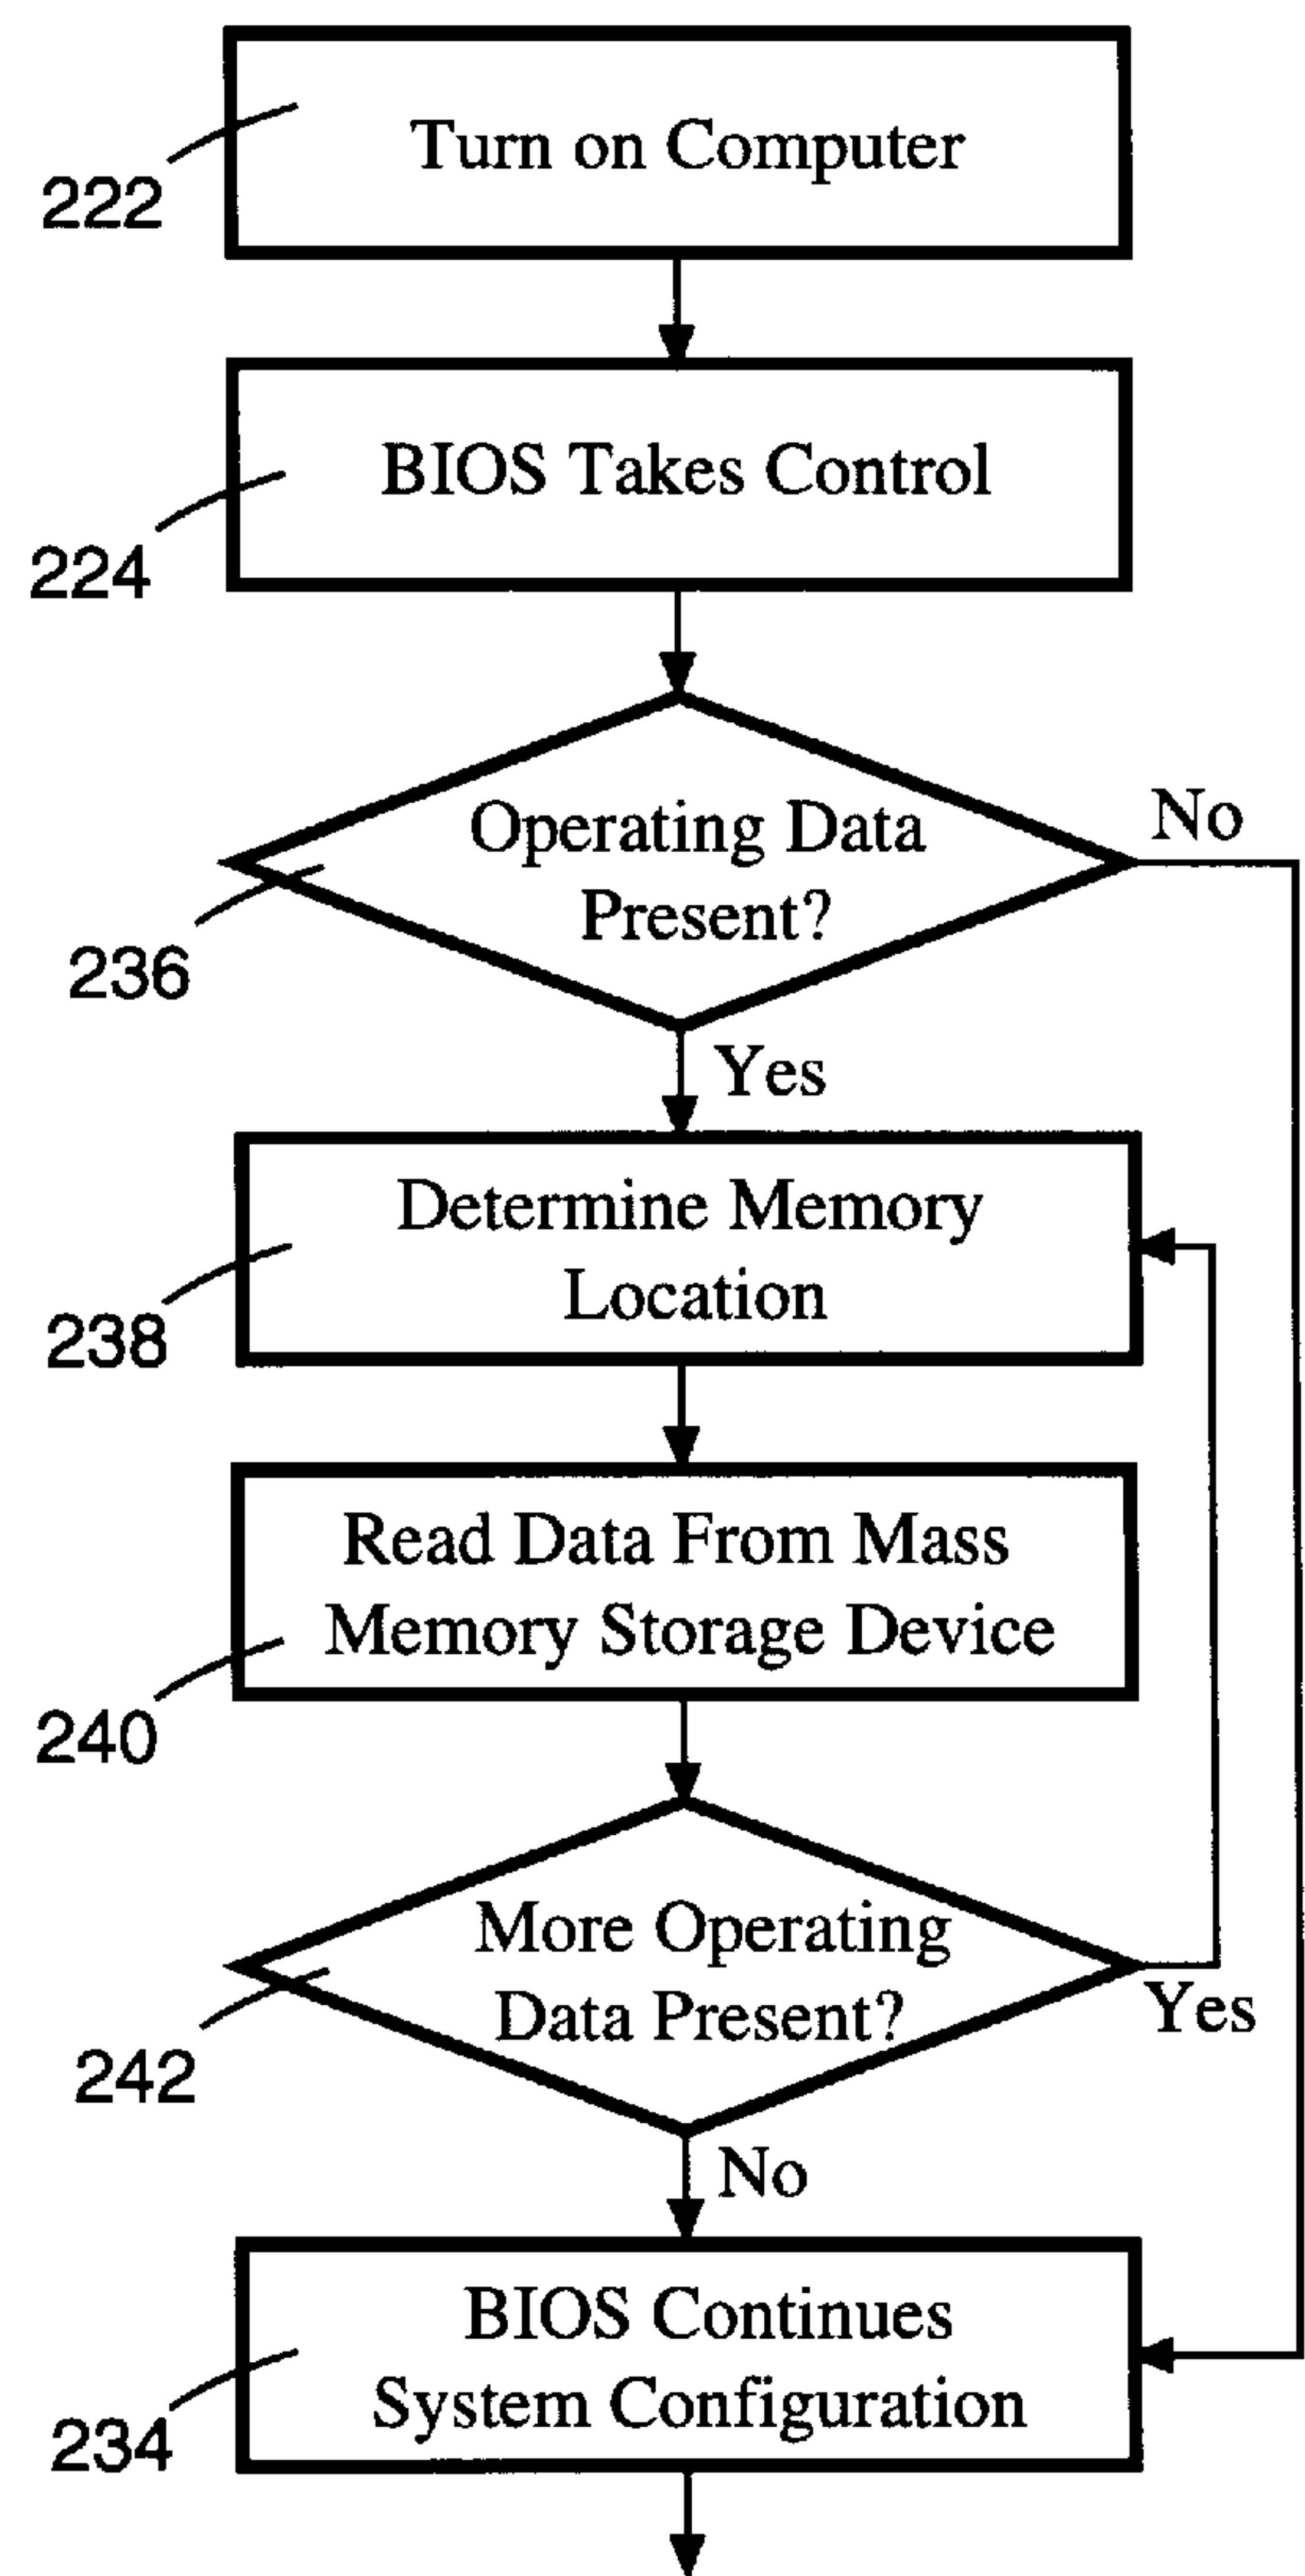 Turn on Computer
222
BIOS Takes Control
224
Operating Data
Present?
No
236
Yes
Determine Memory
Location
238
Read Data From Mass
Memory Storage Device
240
More Operating
Data Present?
Yes
242
No
BIOS Continues
System Configuration
234